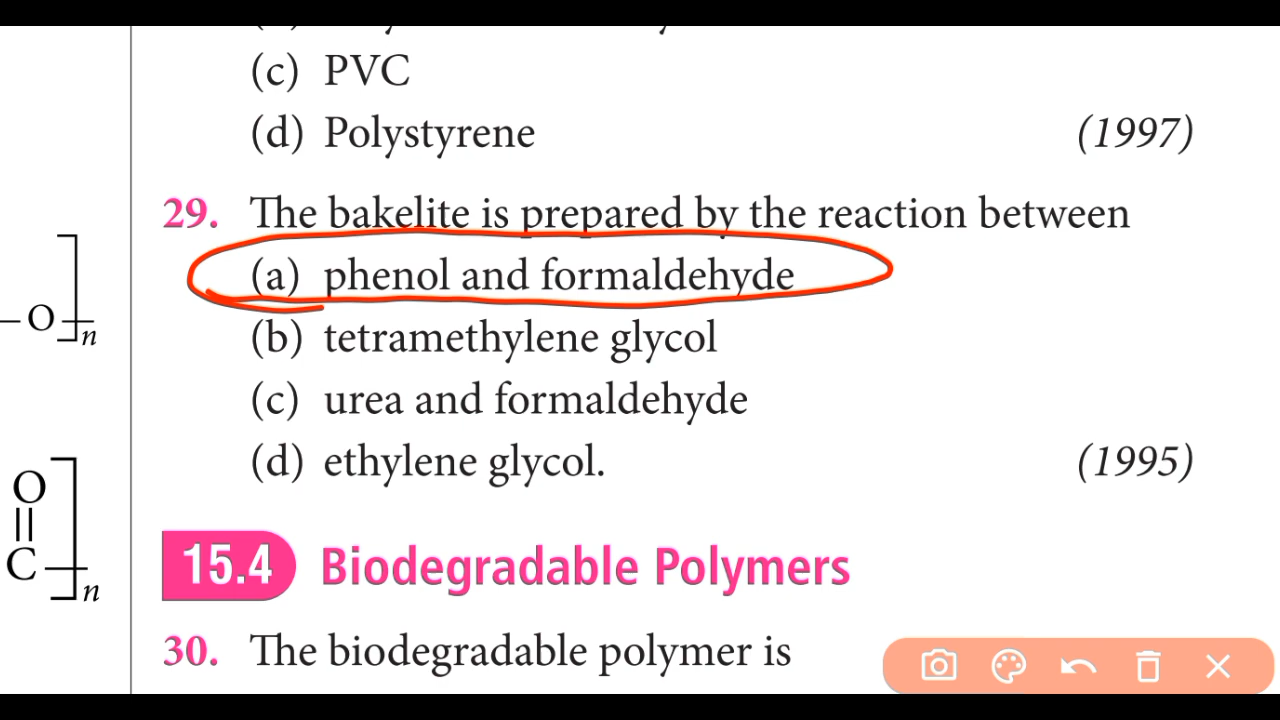 (c) PVC
(d) Polystyrene (1997)
29. The bakelite is prepared by the reaction between
(a) phenol and formaldehyde
(b) tetramethylene glycol
(c) urea and formaldehyde
(d) ethylene glycol. (1995)
15.4 Biodegradable Polymers
30. The biodegradable polymer is
–O
n
O
C
n